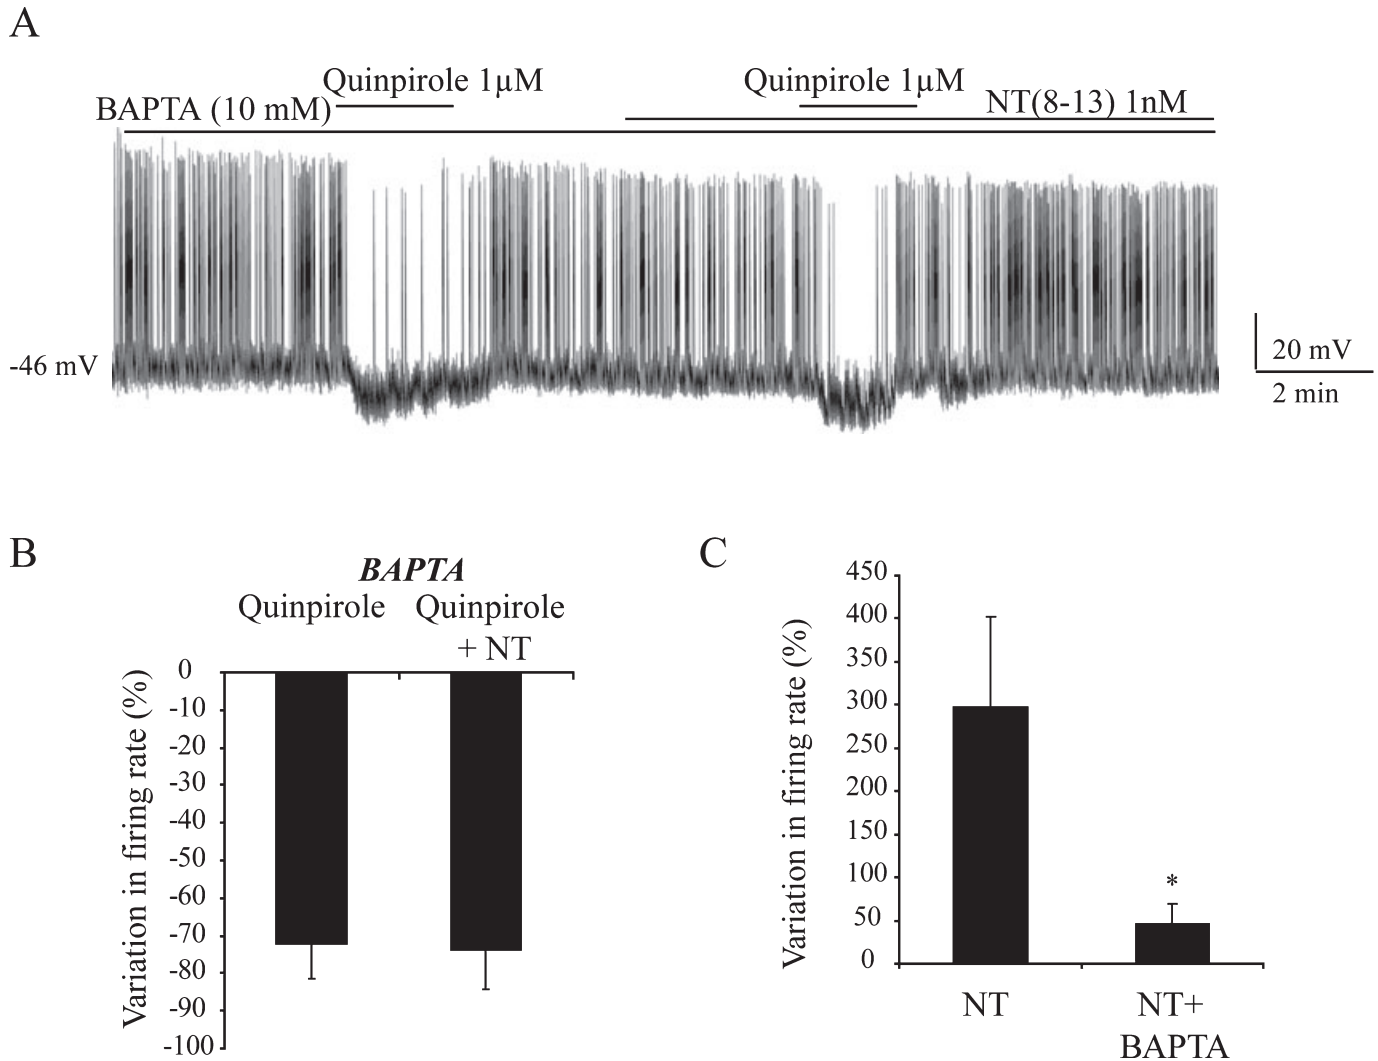 A
Quinpirole 1µM
Quinpirole 1µM
BAPTA (10 mM)
NT(8-13) 1nM
-46 mV
20 mV
2 min
B
BAPTA
Quinpirole
Quinpirole
+ NT
Variation in firing rate (%)
0
-10
-20
-30
-40
-50
-60
-70
-80
-90
-100
C
Variation in firing rate (%)
450
400
350
300
250
200
150
100
50
0
*
NT
NT+
BAPTA